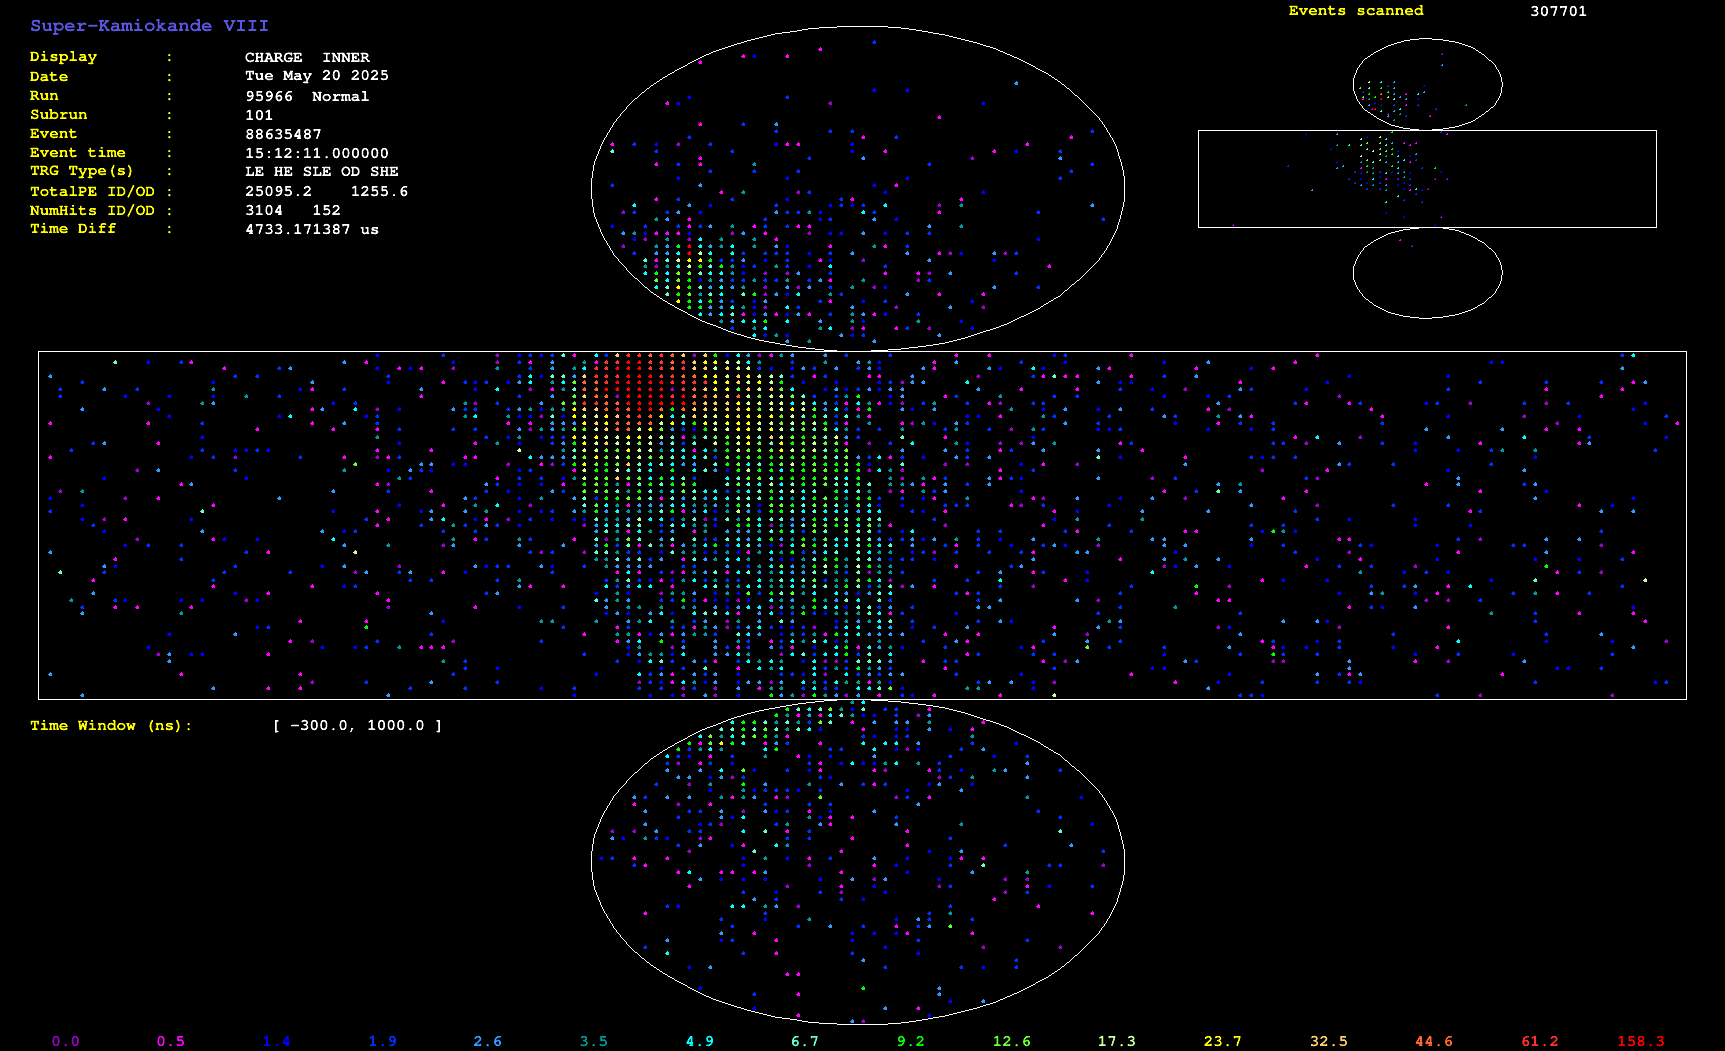 Super-Kamiokande VIII
Events scanned 307701
Display : CHARGE INNER
Date : Tue May 20 2025
Run : 95966 Normal
Subrun : 101
Event : 88635487
Event time : 15:12:11.000000
TRG Type(s) : LE HE SLE OD SHE
TotalPE ID/OD : 25095.2 1255.6
NumHits ID/OD : 3104 152
Time Diff : 4733.171387 us
Time Window (ns): [ -300.0, 1000.0 ]
0.0 0.5 1.4 1.9 2.6 3.5 4.9 6.7 9.2 12.6 17.3 23.7 32.5 44.6 61.2 158.3